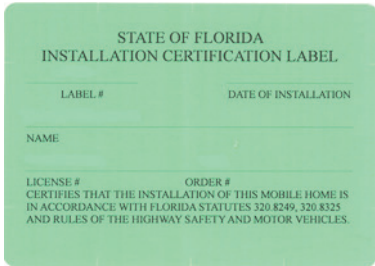 STATE OF FLORIDA
INSTALLATION CERTIFICATION LABEL
LABEL # DATE OF INSTALLATION
NAME
LICENSE # ORDER #
CERTIFIES THAT THE INSTALLATION OF THIS MOBILE HOME IS
IN ACCORDANCE WITH FLORIDA STATUTES 320.8249, 320.8325
AND RULES OF THE HIGHWAY SAFETY AND MOTOR VEHICLES.